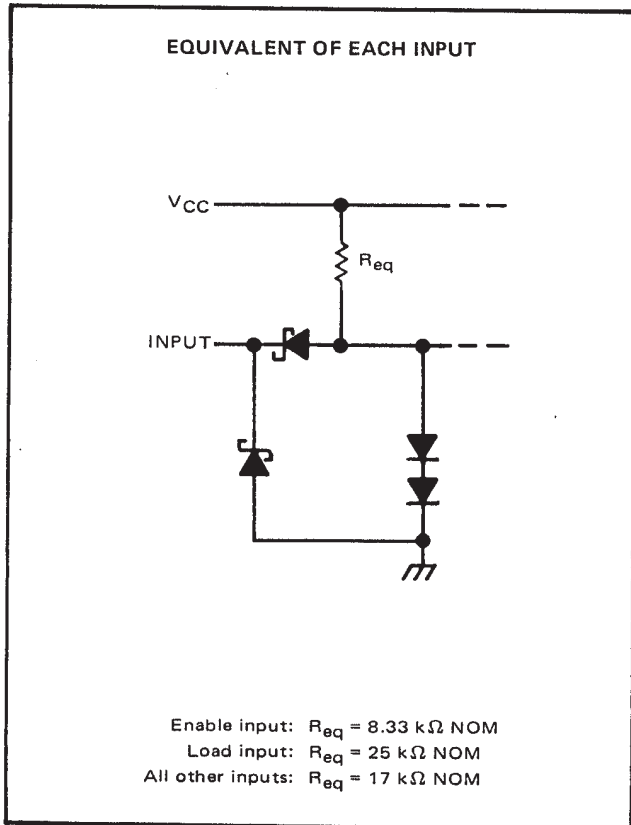 EQUIVALENT OF EACH INPUT
VCC
Req
INPUT
Enable input: Req = 8.33 kΩ NOM
Load input: Req = 25 kΩ NOM
All other inputs: Req = 17 kΩ NOM